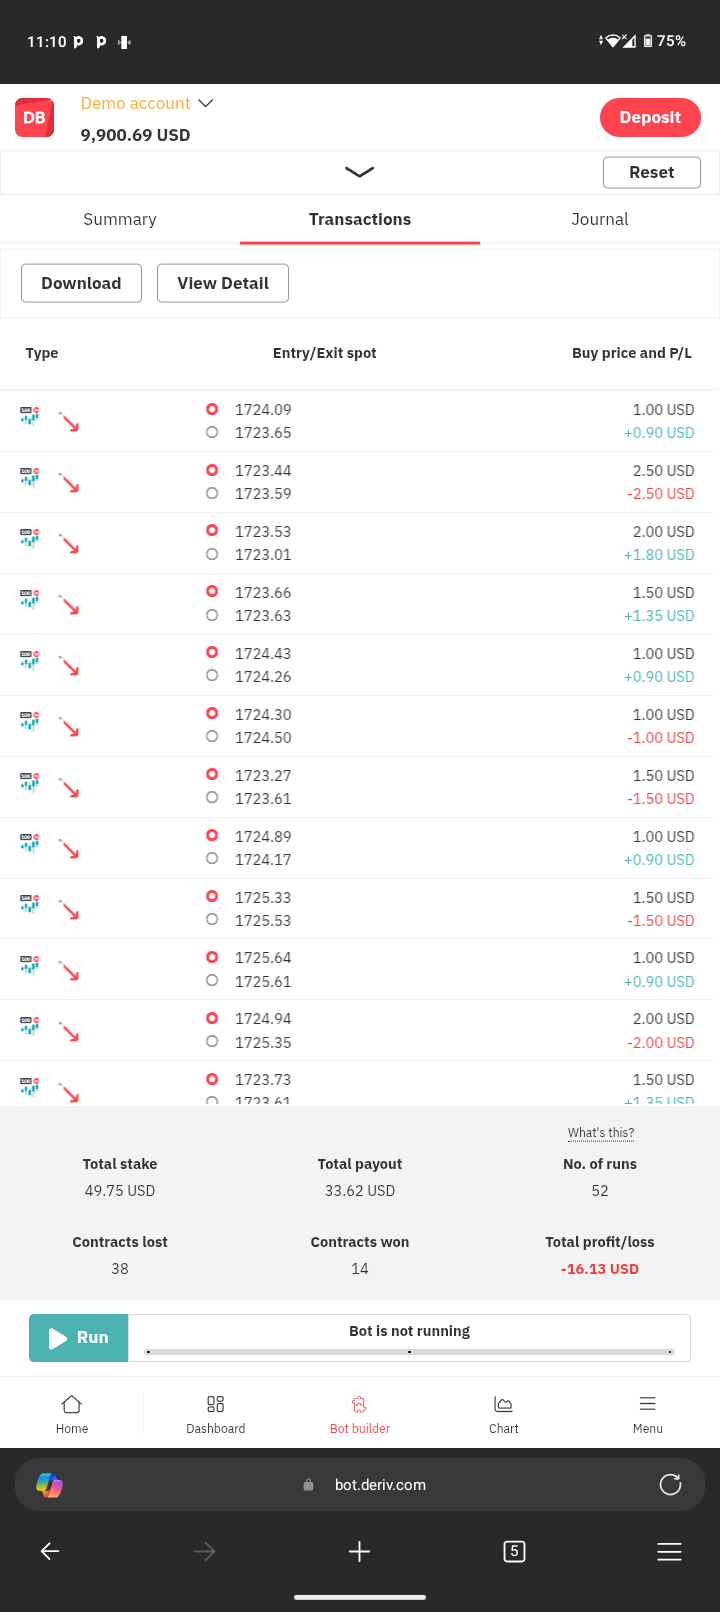 11:10
75%
DB
Demo account
9,900.69 USD
Deposit
Reset
Summary Transactions Journal
Download View Detail
Type Entry/Exit spot Buy price and P/L
1724.09 1.00 USD
1723.65 +0.90 USD
1723.44 2.50 USD
1723.59 -2.50 USD
1723.53 2.00 USD
1723.01 +1.80 USD
1723.66 1.50 USD
1723.63 +1.35 USD
1724.43 1.00 USD
1724.26 +0.90 USD
1724.30 1.00 USD
1724.50 -1.00 USD
1723.27 1.50 USD
1723.61 -1.50 USD
1724.89 1.00 USD
1724.17 +0.90 USD
1725.33 1.50 USD
1725.53 -1.50 USD
1725.64 1.00 USD
1725.61 +0.90 USD
1724.94 2.00 USD
1725.35 -2.00 USD
1723.73 1.50 USD
1723.61 +1.35 USD
What's this?
Total stake Total payout No. of runs
49.75 USD 33.62 USD 52
Contracts lost Contracts won Total profit/loss
38 14 -16.13 USD
Run
Bot is not running
Home Dashboard Bot builder Chart Menu
bot.deriv.com
5